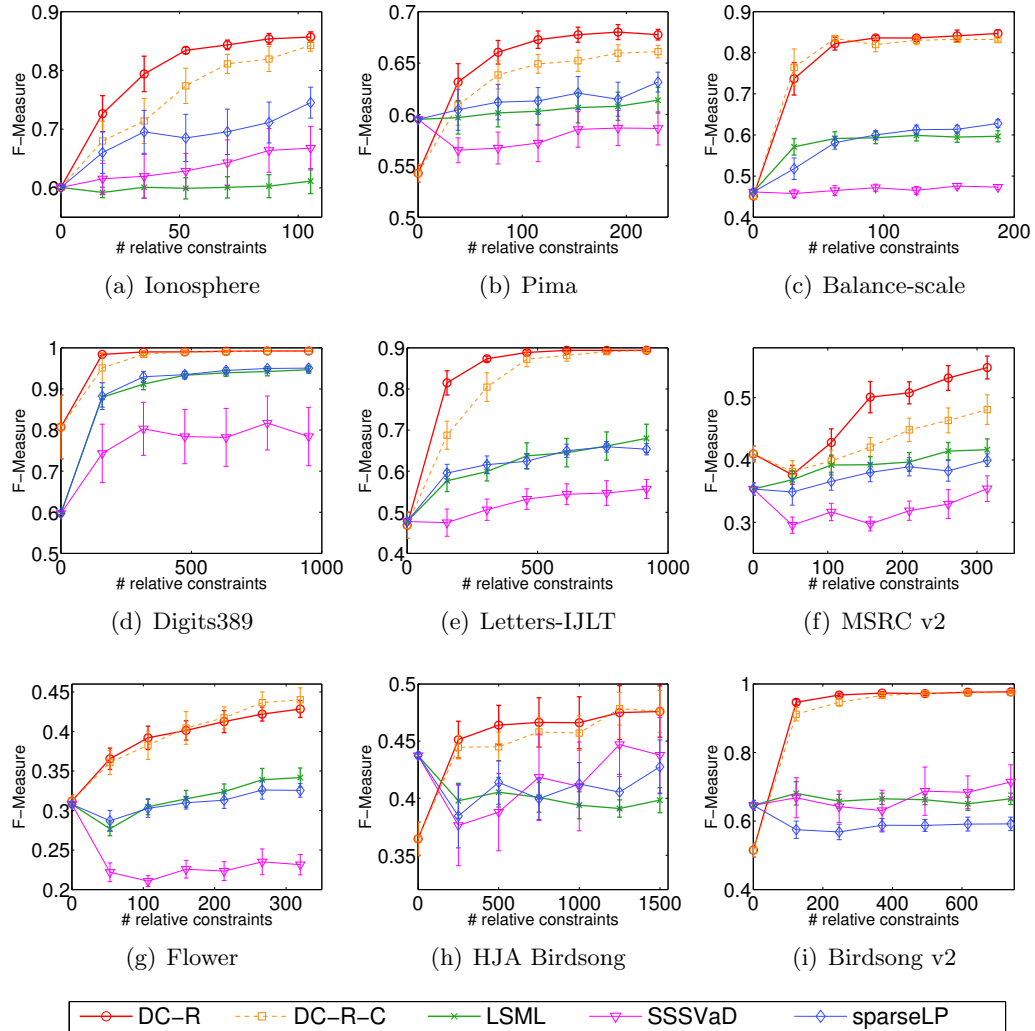 0.9
0.8
0.7
0.6
F−Measure
0
50
100
# relative constraints
(a) Ionosphere
0.7
0.65
0.6
0.55
0.5
F−Measure
0
100
200
# relative constraints
(b) Pima
0.9
0.8
0.7
0.6
0.5
0.4
F−Measure
0
100
200
# relative constraints
(c) Balance-scale
1
0.9
0.8
0.7
0.6
0.5
F−Measure
0
500
1000
# relative constraints
(d) Digits389
0.9
0.8
0.7
0.6
0.5
0.4
F−Measure
0
500
1000
# relative constraints
(e) Letters-IJLT
0.5
0.4
0.3
F−Measure
0
100
200
300
# relative constraints
(f) MSRC v2
0.45
0.4
0.35
0.3
0.25
0.2
F−Measure
0
100
200
300
# relative constraints
(g) Flower
0.5
0.45
0.4
0.35
F−Measure
0
500
1000
1500
# relative constraints
(h) HJA Birdsong
1
0.8
0.6
0.4
F−Measure
0
200
400
600
# relative constraints
(i) Birdsong v2
DC−R DC−R−C LSML SSSVaD sparseLP